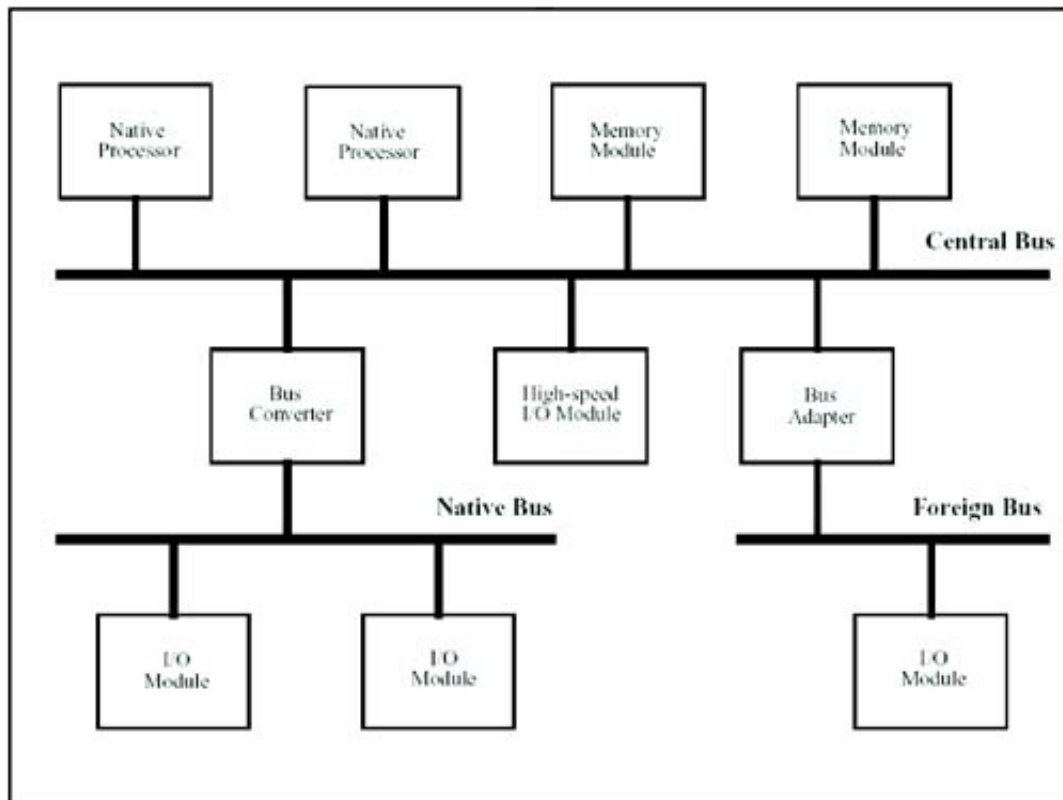 Native
Processor
Native
Processor
Memory
Module
Memory
Module
Central Bus
Bus
Converter
High-speed
I/O Module
Bus
Adapter
Native Bus
Foreign Bus
I/O
Module
I/O
Module
I/O
Module